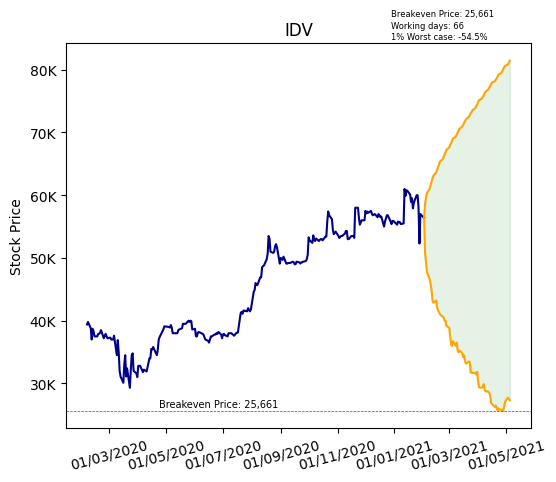 Breakeven Price: 25,661
Working days: 66
1% Worst case: -54.5%
IDV
80K
70K
60K
50K
40K
30K
Stock Price
Breakeven Price: 25,661
01/03/2020
01/05/2020
01/07/2020
01/09/2020
01/11/2020
01/01/2021
01/03/2021
01/05/2021